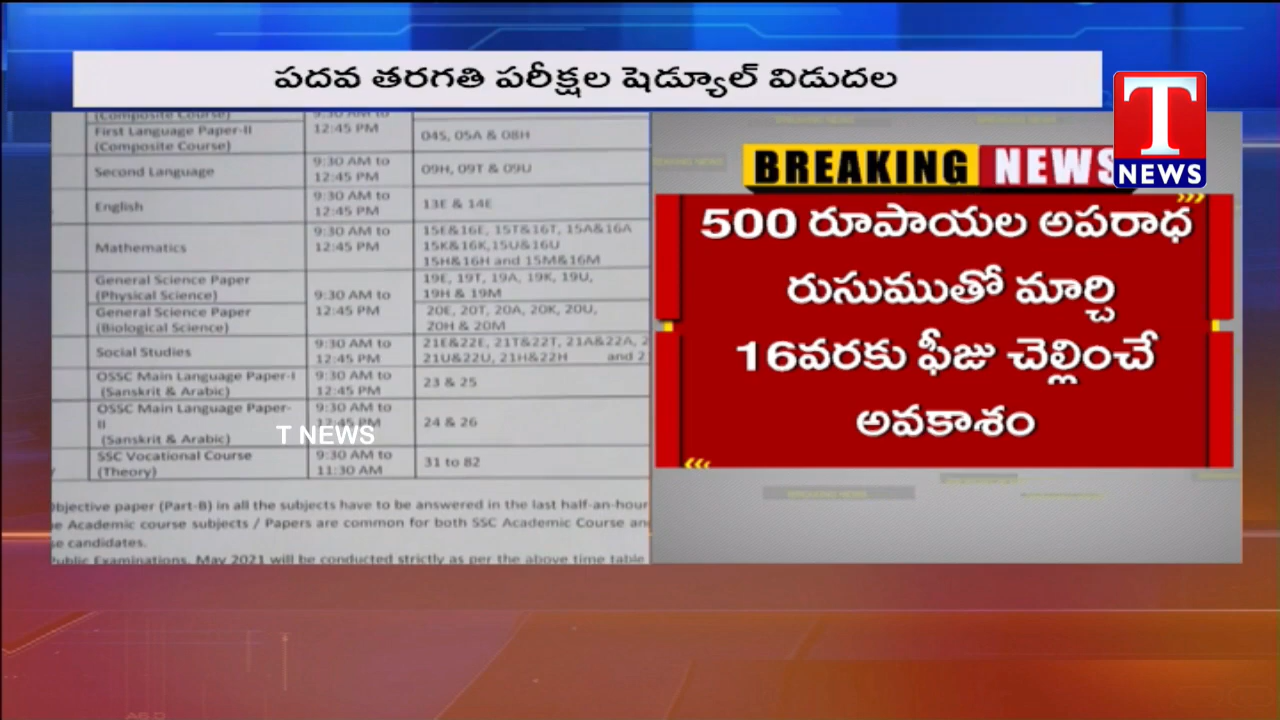 పదవ తరగతి పరీక్షల షెడ్యూల్ విడుదల
T
NEWS
(Composite Course) 9:30 AM to
First Language Paper-II 12:45 PM 04S, 05A & 08H
(Composite Course)
Second Language 9:30 AM to 09H, 09T & 09U
12:45 PM
English 9:30 AM to 13E & 14E
12:45 PM
Mathematics 9:30 AM to 15E&16E, 15T&16T, 15A&16A
12:45 PM 15K&16K,15U&16U
15H&16H and 15M&16M
General Science Paper 19E, 19T, 19A, 19K, 19U,
(Physical Science) 9:30 AM to 19H & 19M
General Science Paper 12:45 PM 20E, 20T, 20A, 20K, 20U,
(Biological Science) 20H & 20M
Social Studies 9:30 AM to 21E&22E, 21T&22T, 21A&22A, 2
12:45 PM 21U&22U, 21H&22H and 2
OSSC Main Language Paper-I 9:30 AM to 23 & 25
(Sanskrit & Arabic) 12:45 PM
OSSC Main Language Paper- 9:30 AM to
II 12:45 PM 24 & 26
(Sanskrit & Arabic)
T NEWS
SSC Vocational Course 9:30 AM to 31 to 82
(Theory) 11:30 AM
bjective paper (Part-B) in all the subjects have to be answered in the last half-an-hour
e Academic course subjects / Papers are common for both SSC Academic Course an
se candidates.
Public Examinations, May 2021 will be conducted strictly as per the above time table
BREAKING NEWS
500 రూపాయల అపరాధ
రుసుముతో మార్చి
16వరకు ఫీజు చెల్లించే
అవకాశం